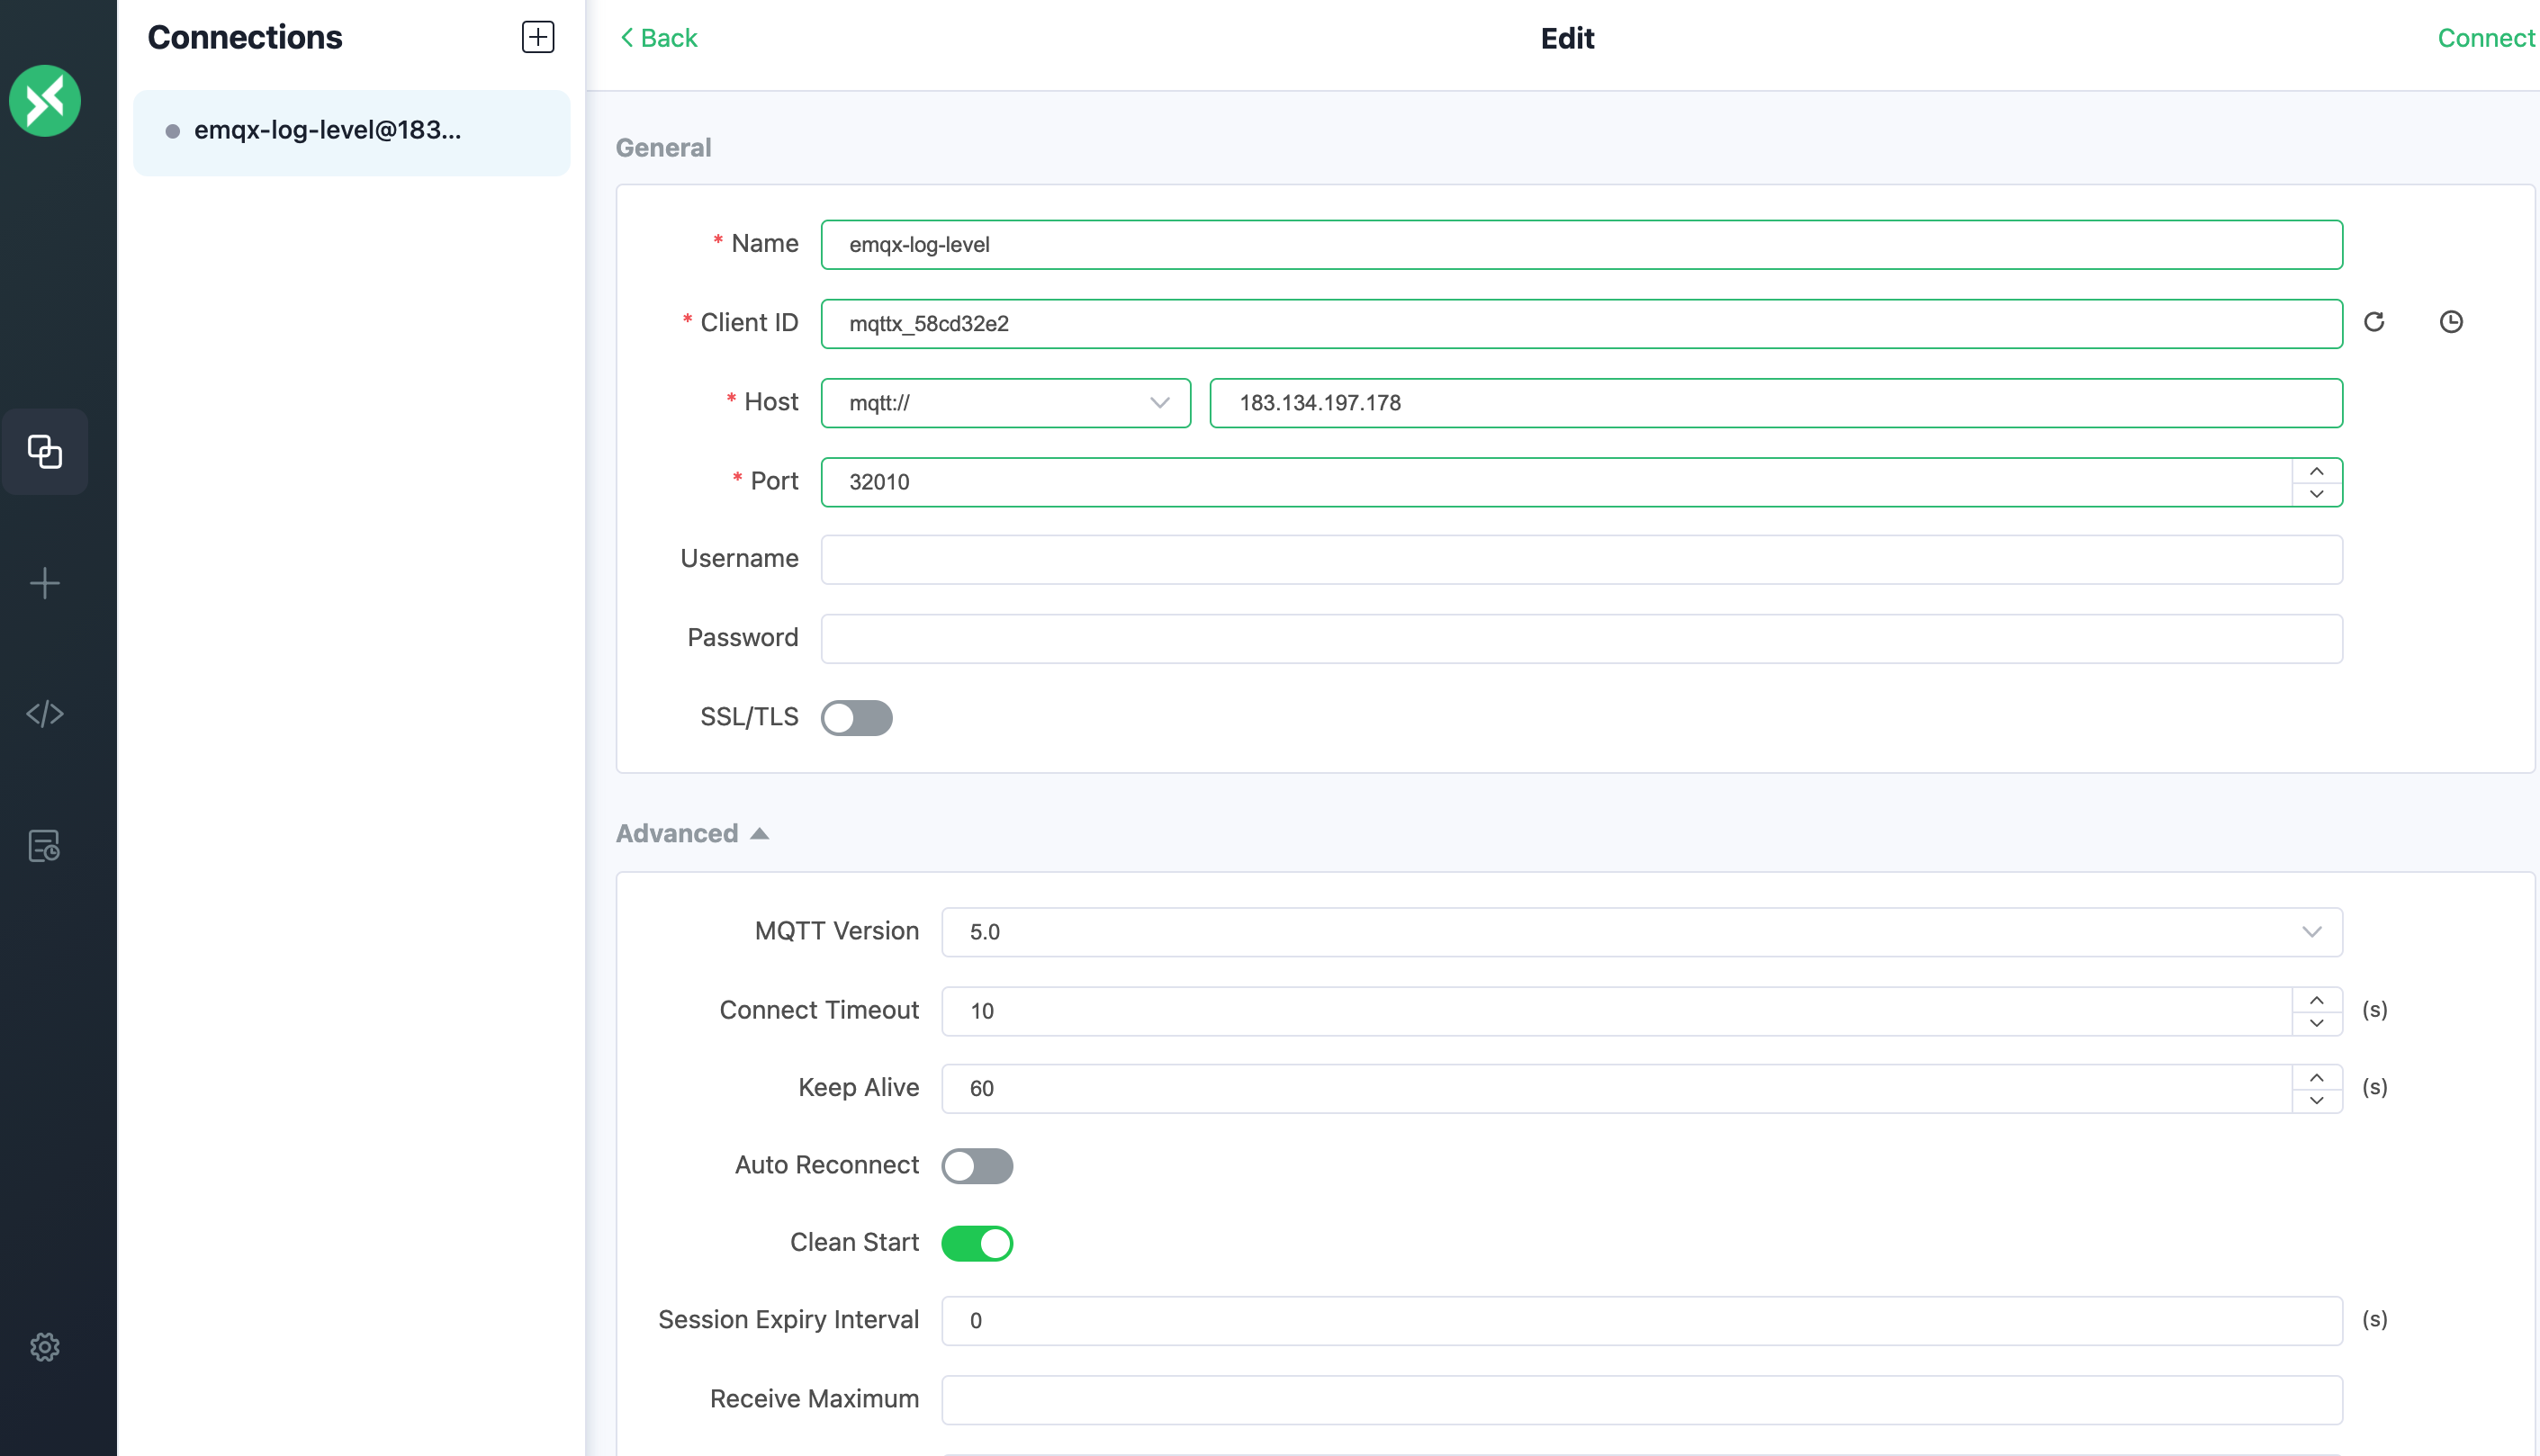 Connections
emqx-log-level@183...
Back
Edit
Connect
General
* Name
emqx-log-level
* Client ID
mqttx_58cd32e2
* Host
mqtt://
183.134.197.178
* Port
32010
Username
Password
SSL/TLS
Advanced
MQTT Version
5.0
Connect Timeout
10
(s)
Keep Alive
60
(s)
Auto Reconnect
Clean Start
Session Expiry Interval
0
(s)
Receive Maximum